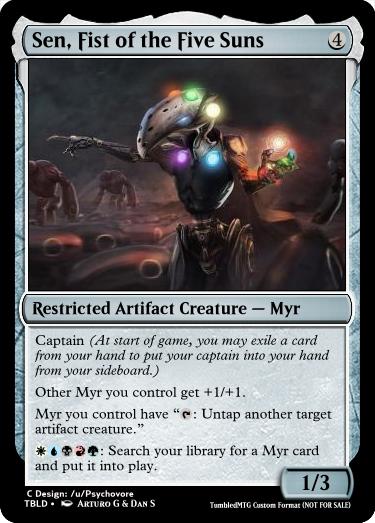 Sen, Fist of the Five Suns 4
Restricted Artifact Creature — Myr
Captain (At start of game, you may exile a card
from your hand to put your captain into your hand
from your sideboard.)
Other Myr you control get +1/+1.
Myr you control have “: Untap another target
artifact creature.”
: Search your library for a Myr card
and put it into play.
1/3
C Design: /u/Psychovore
TBLD • Arturo G & Dan S
TumbledMTG Custom Format (NOT FOR SALE)